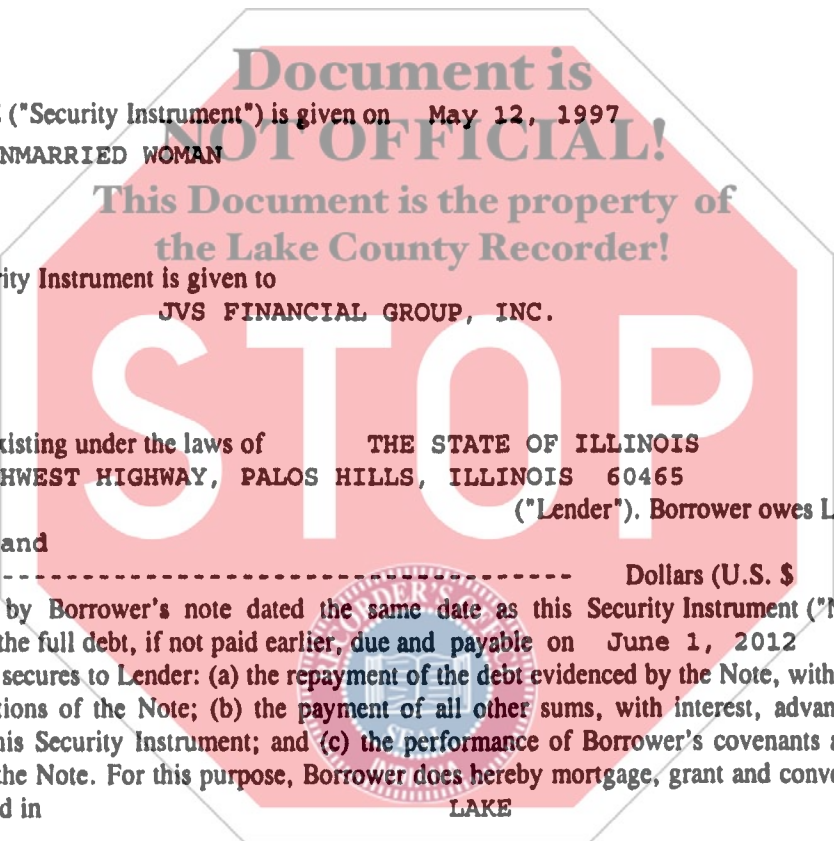 Document is
("Security Instrument") is given on May 12, 1997
NOT OFFICIAL!
NMARRIED WOMAN
This Document is the property of
the Lake County Recorder!
rity Instrument is given to
JVS FINANCIAL GROUP, INC.
STOP
xisting under the laws of THE STATE OF ILLINOIS
HWEST HIGHWAY, PALOS HILLS, ILLINOIS 60465
("Lender"). Borrower owes L
and
---------------------------------------- Dollars (U.S. $
by Borrower's note dated the same date as this Security Instrument ("N
the full debt, if not paid earlier, due and payable on June 1, 2012
secures to Lender: (a) the repayment of the debt evidenced by the Note, with
tions of the Note; (b) the payment of all other sums, with interest, advan
his Security Instrument; and (c) the performance of Borrower's covenants a
the Note. For this purpose, Borrower does hereby mortgage, grant and conve
d in LAKE
RECORDER'S OF
SEAL